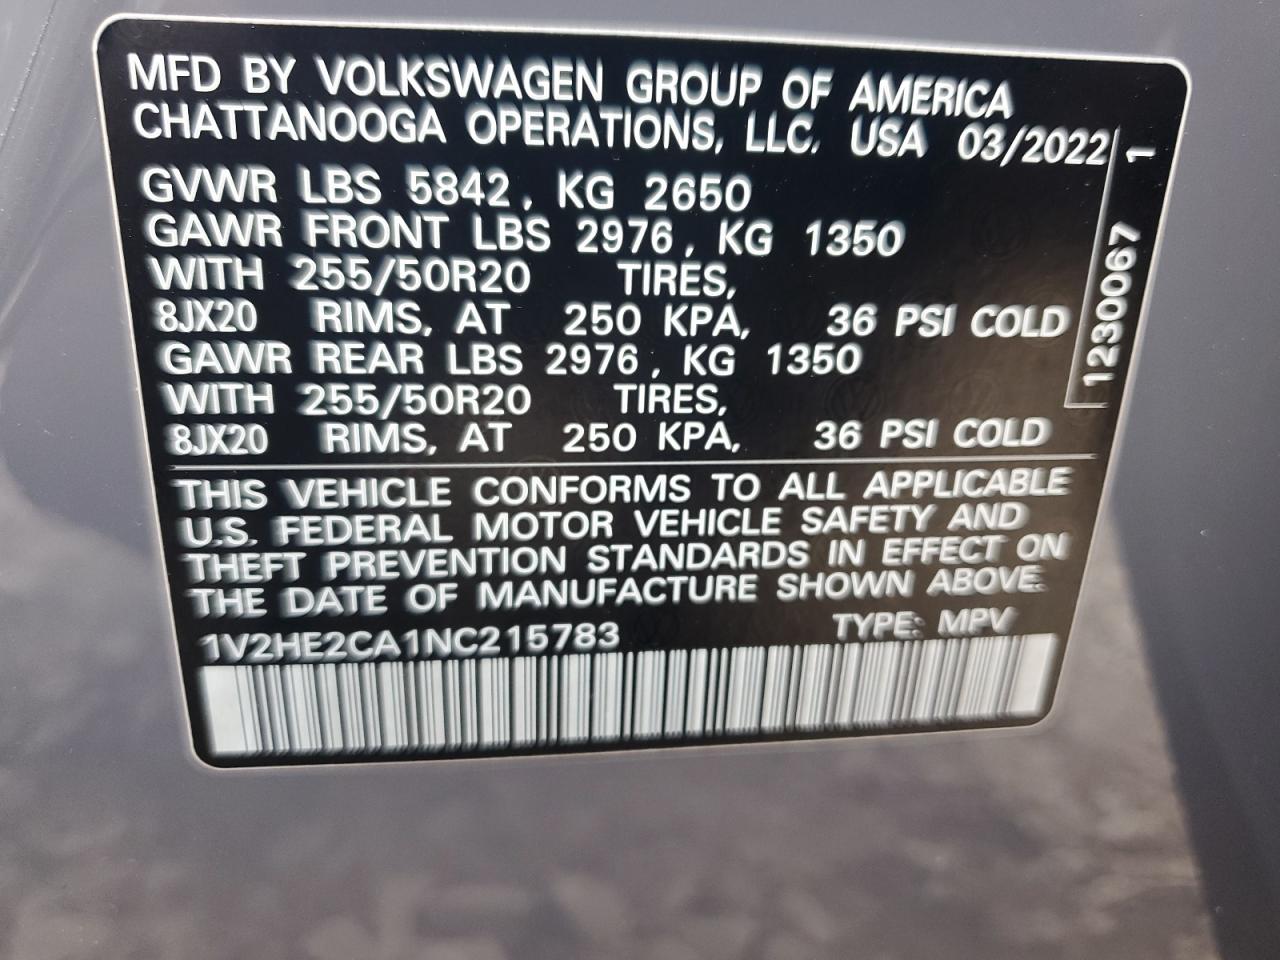 MFD BY VOLKSWAGEN GROUP OF AMERICA
CHATTANOOGA OPERATIONS, LLC. USA 03/2022
GVWR LBS 5842, KG 2650
GAWR FRONT LBS 2976, KG 1350
WITH 255/50R20 TIRES,
8JX20 RIMS, AT 250 KPA, 36 PSI COLD
GAWR REAR LBS 2976, KG 1350
WITH 255/50R20 TIRES,
8JX20 RIMS, AT 250 KPA, 36 PSI COLD
1230067 1
THIS VEHICLE CONFORMS TO ALL APPLICABLE
U.S. FEDERAL MOTOR VEHICLE SAFETY AND
THEFT PREVENTION STANDARDS IN EFFECT ON
THE DATE OF MANUFACTURE SHOWN ABOVE.
1V2HE2CA1NC215783 TYPE: MPV